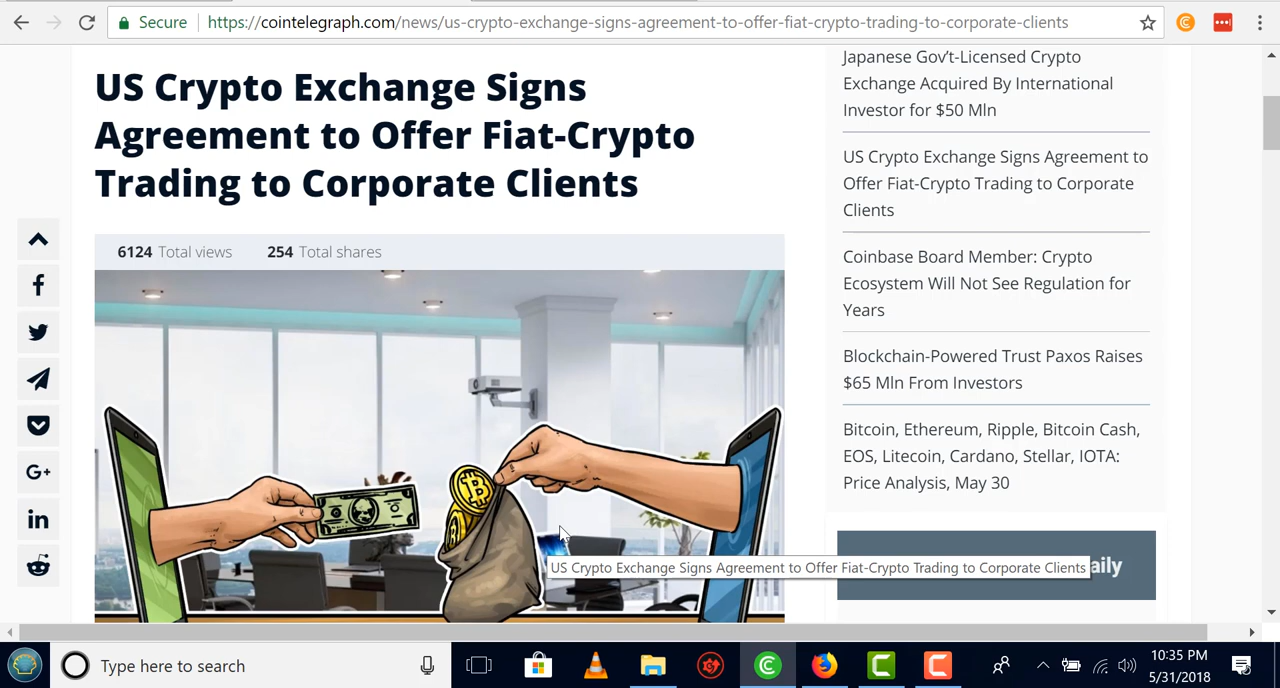 Secure
https://cointelegraph.com/news/us-crypto-exchange-signs-agreement-to-offer-fiat-crypto-trading-to-corporate-clients
US Crypto Exchange Signs
Agreement to Offer Fiat-Crypto
Trading to Corporate Clients
6124 Total views 254 Total shares
G+
in
US Crypto Exchange Signs Agreement to Offer Fiat-Crypto Trading to Corporate Clients
Japanese Gov’t-Licensed Crypto
Exchange Acquired By International
Investor for $50 Mln
US Crypto Exchange Signs Agreement to
Offer Fiat-Crypto Trading to Corporate
Clients
Coinbase Board Member: Crypto
Ecosystem Will Not See Regulation for
Years
Blockchain-Powered Trust Paxos Raises
$65 Mln From Investors
Bitcoin, Ethereum, Ripple, Bitcoin Cash,
EOS, Litecoin, Cardano, Stellar, IOTA:
Price Analysis, May 30
aily
Type here to search
10:35 PM
5/31/2018